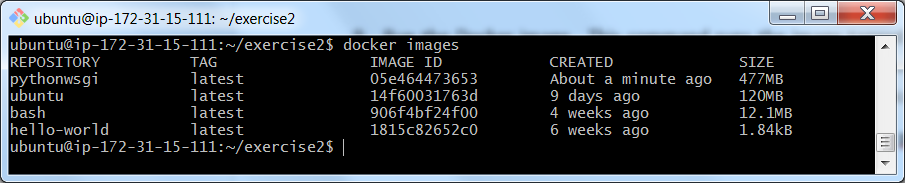 ubuntu@ip-172-31-15-111: ~/exercise2
ubuntu@ip-172-31-15-111:~/exercise2$ docker images
REPOSITORY TAG IMAGE ID CREATED SIZE
pythonwsgi latest 05e464473653 About a minute ago 477MB
ubuntu latest 14f60031763d 9 days ago 120MB
bash latest 906f4bf24f00 4 weeks ago 12.1MB
hello-world latest 1815c82652c0 6 weeks ago 1.84kB
ubuntu@ip-172-31-15-111:~/exercise2$